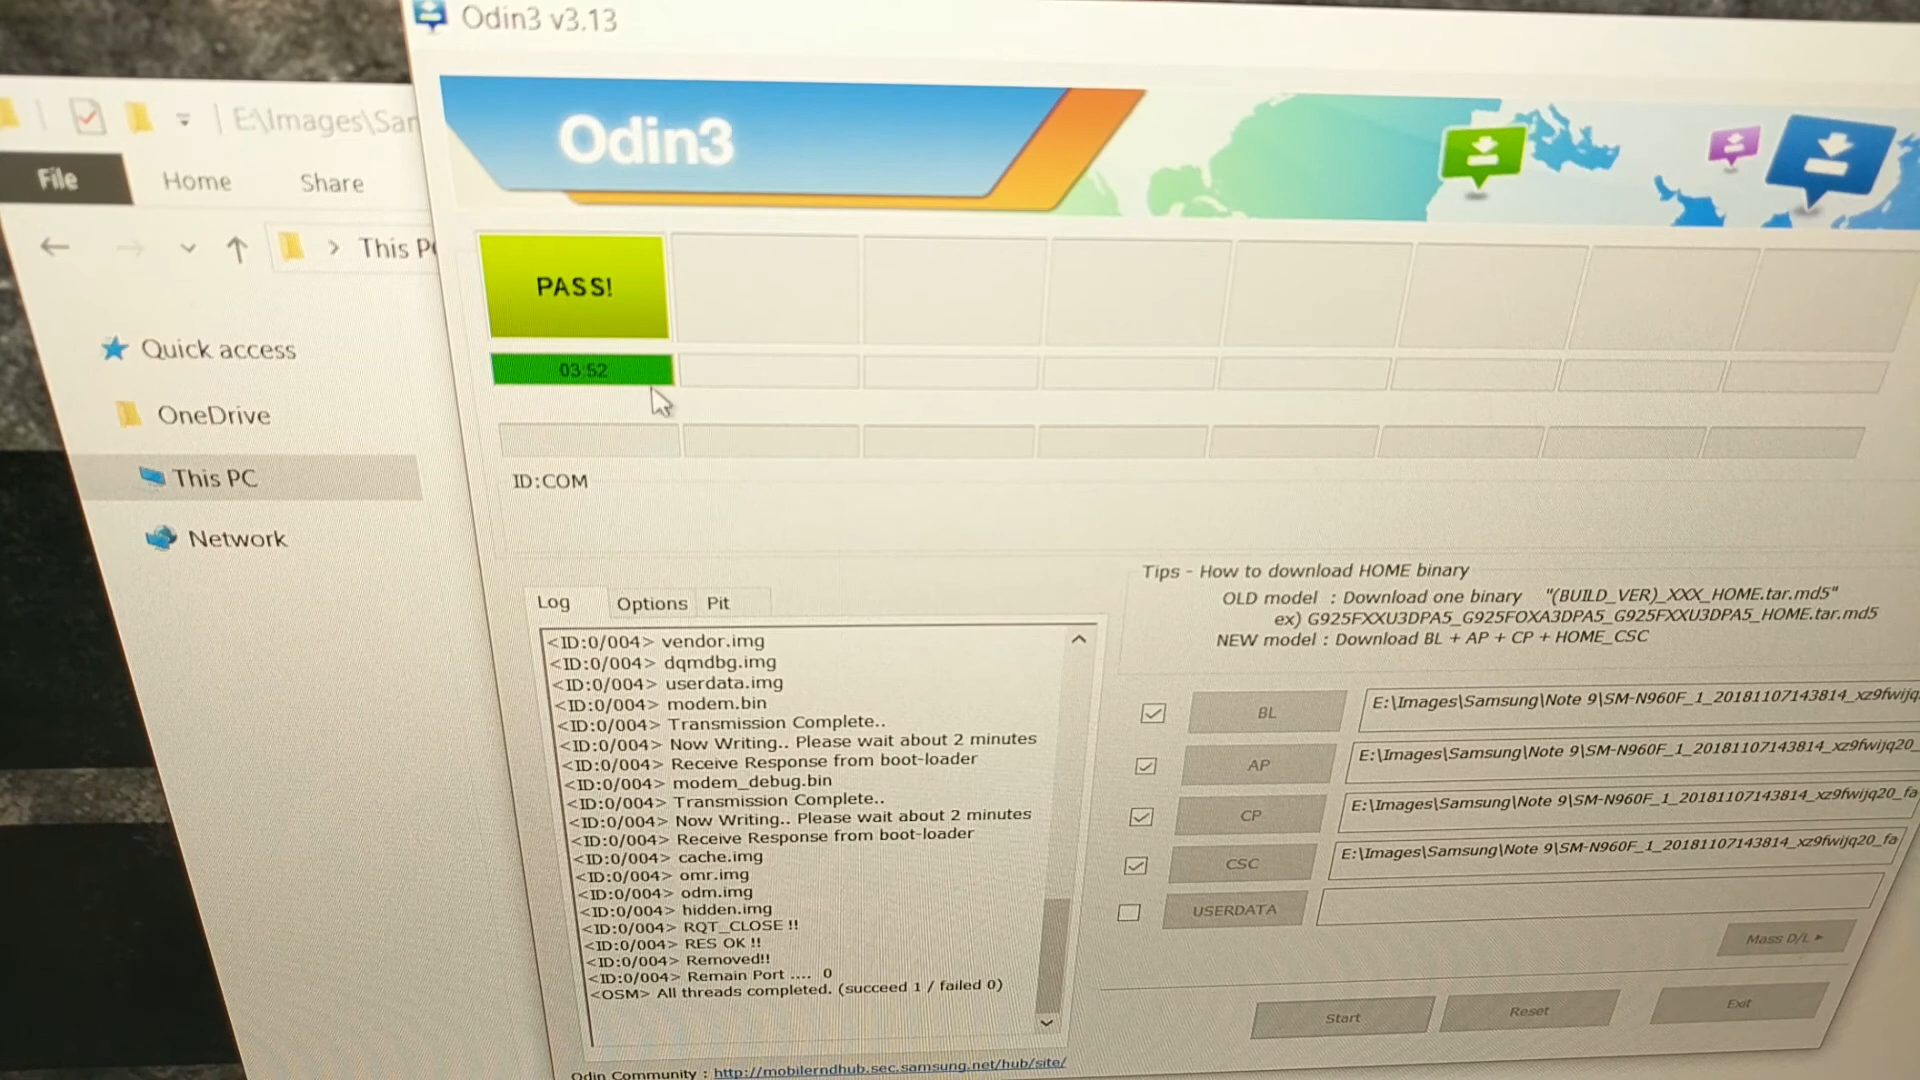 Odin3 v3.13
E:\Images\Sam
File
Home
Share
Odin3
This PC
Quick access
OneDrive
This PC
Network
PASS!
03:52
ID:COM
Log
Options
Pit
<ID:0/004> vendor.img
<ID:0/004> dqmdbg.img
<ID:0/004> userdata.img
<ID:0/004> modem.bin
<ID:0/004> Transmission Complete..
<ID:0/004> Now Writing.. Please wait about 2 minutes
<ID:0/004> Receive Response from boot-loader
<ID:0/004> modem_debug.bin
<ID:0/004> Transmission Complete..
<ID:0/004> Now Writing.. Please wait about 2 minutes
<ID:0/004> Receive Response from boot-loader
<ID:0/004> cache.img
<ID:0/004> omr.img
<ID:0/004> odm.img
<ID:0/004> hidden.img
<ID:0/004> RQT_CLOSE !!
<ID:0/004> RES OK !!
<ID:0/004> Removed!!
<ID:0/004> Remain Port .... 0
<OSM> All threads completed. (succeed 1 / failed 0)
Odin Community : http://mobilerndhub.sec.samsung.net/hub/site/
Tips - How to download HOME binary
OLD model : Download one binary "(BUILD_VER)_XXX_HOME.tar.md5"
ex) G925FXXU3DPA5_G925FOXA3DPA5_G925FXXU3DPA5_HOME.tar.md5
NEW model : Download BL + AP + CP + HOME_CSC
BL
E:\Images\Samsung\Note 9\SM-N960F_1_20181107143814_xz9fwijq
AP
E:\Images\Samsung\Note 9\SM-N960F_1_20181107143814_xz9fwijq20_
CP
E:\Images\Samsung\Note 9\SM-N960F_1_20181107143814_xz9fwijq20_fa
CSC
E:\Images\Samsung\Note 9\SM-N960F_1_20181107143814_xz9fwijq20_fa
USERDATA
Mass D/L
Start
Reset
Exit